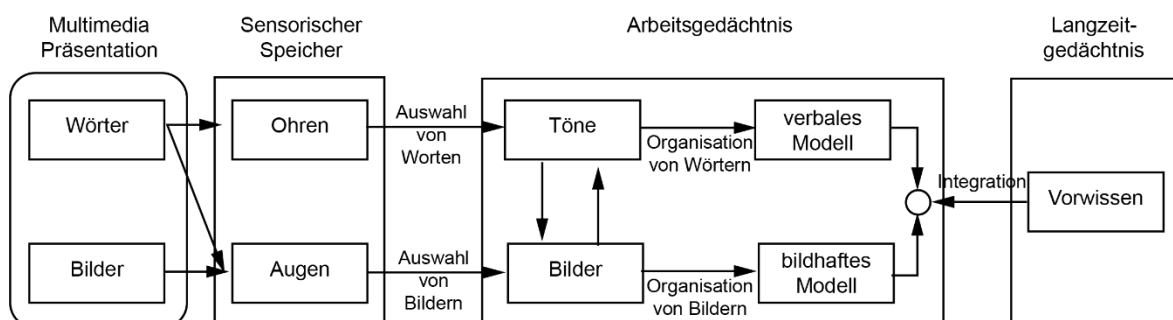 Multimedia
Präsentation
Sensorischer
Speicher
Arbeitsgedächtnis
Langzeit-
gedächtnis
Wörter
Ohren
Auswahl
von
Worten
Töne
Organisation
von Wörtern
verbales
Modell
Integration
Vorwissen
Bilder
Augen
Auswahl
von
Bildern
Bilder
Organisation
von Bildern
bildhaftes
Modell